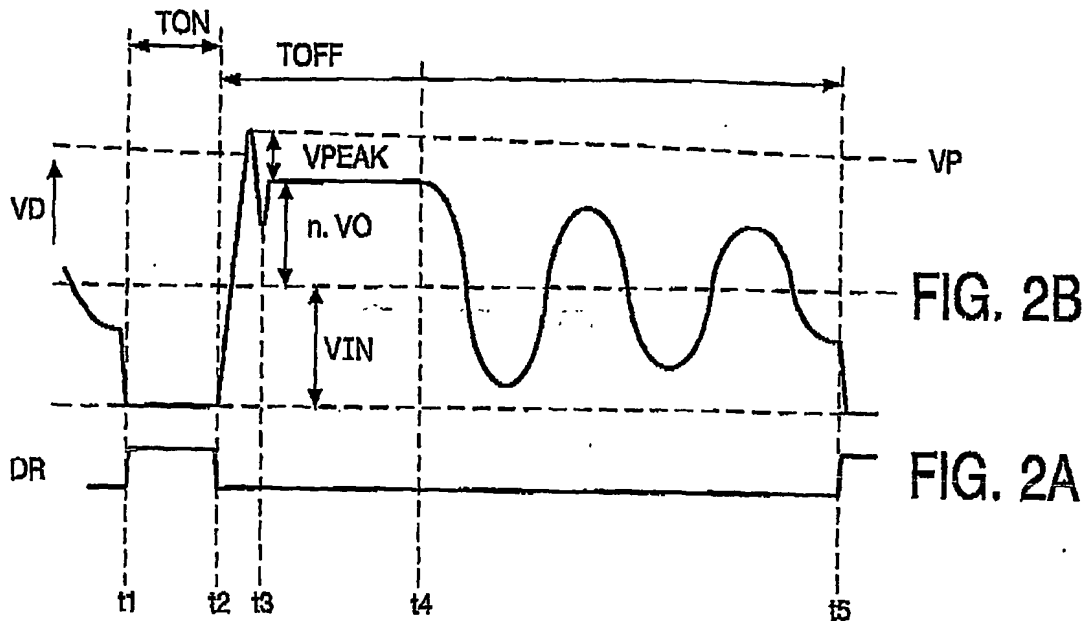 TON
TOFF
VPEAK
VP
VD
n. VO
FIG. 2B
VIN
DR
FIG. 2A
t1
t2
t3
t4
t5